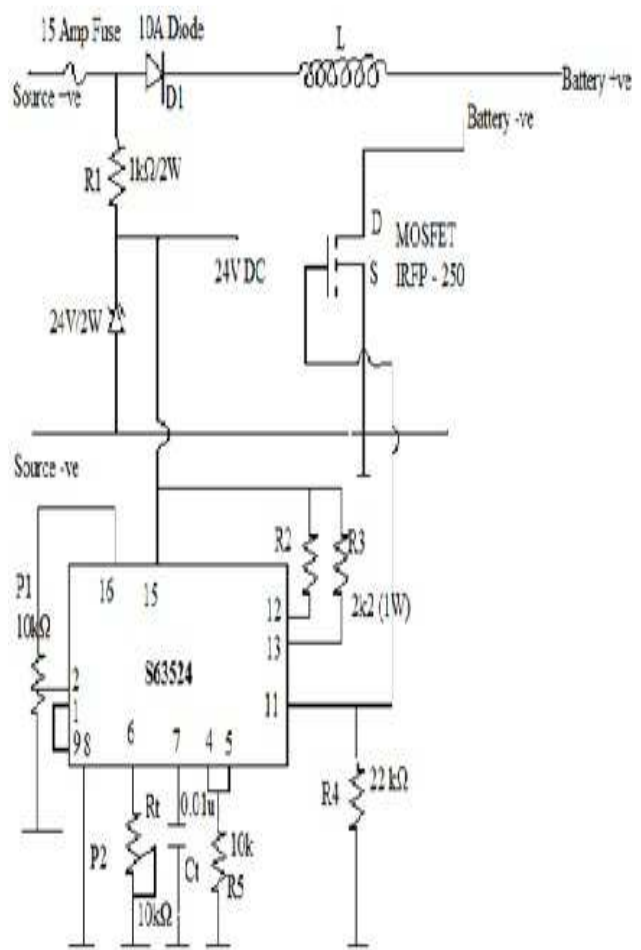 15 Amp Fuse
10A Diode
L
Source +ve
D1
Battery +ve
Battery -ve
R1
1kΩ/2W
D
MOSFET
24V DC
S
IRFP - 250
24V/2W
Source -ve
R2
R3
P1
16
15
10kΩ
12
2k2 (1W)
13
S63524
2
1
11
9
8
6
7
4
5
0.01u
22 kΩ
Rt
R4
P2
10k
Ct
R5
10kΩ